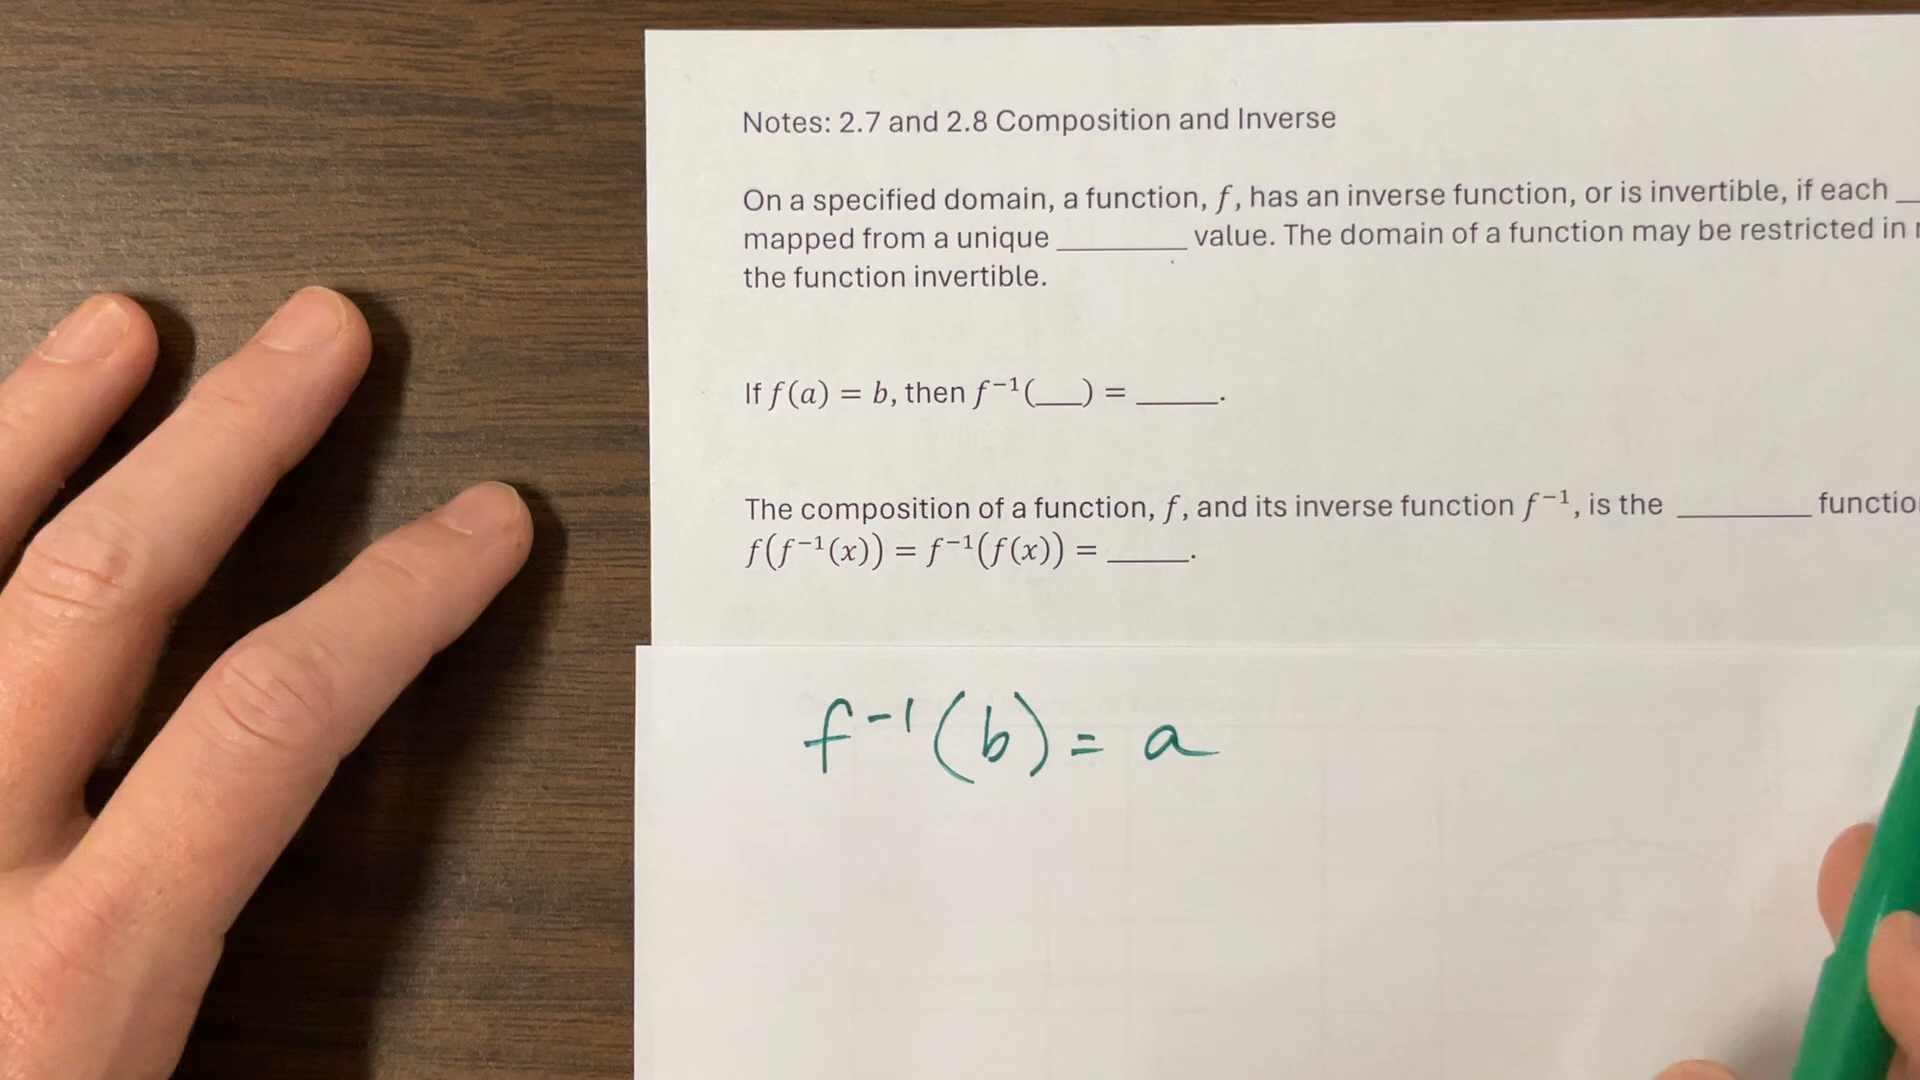 Notes: 2.7 and 2.8 Composition and Inverse
On a specified domain, a function, f, has an inverse function, or is invertible, if each __
mapped from a unique ________ value. The domain of a function may be restricted in
the function invertible.
If f(a) = b, then f⁻¹(___) = _____.
The composition of a function, f, and its inverse function f⁻¹, is the ________
f(f⁻¹(x)) = f⁻¹(f(x)) = _____.
f⁻¹(b) = a